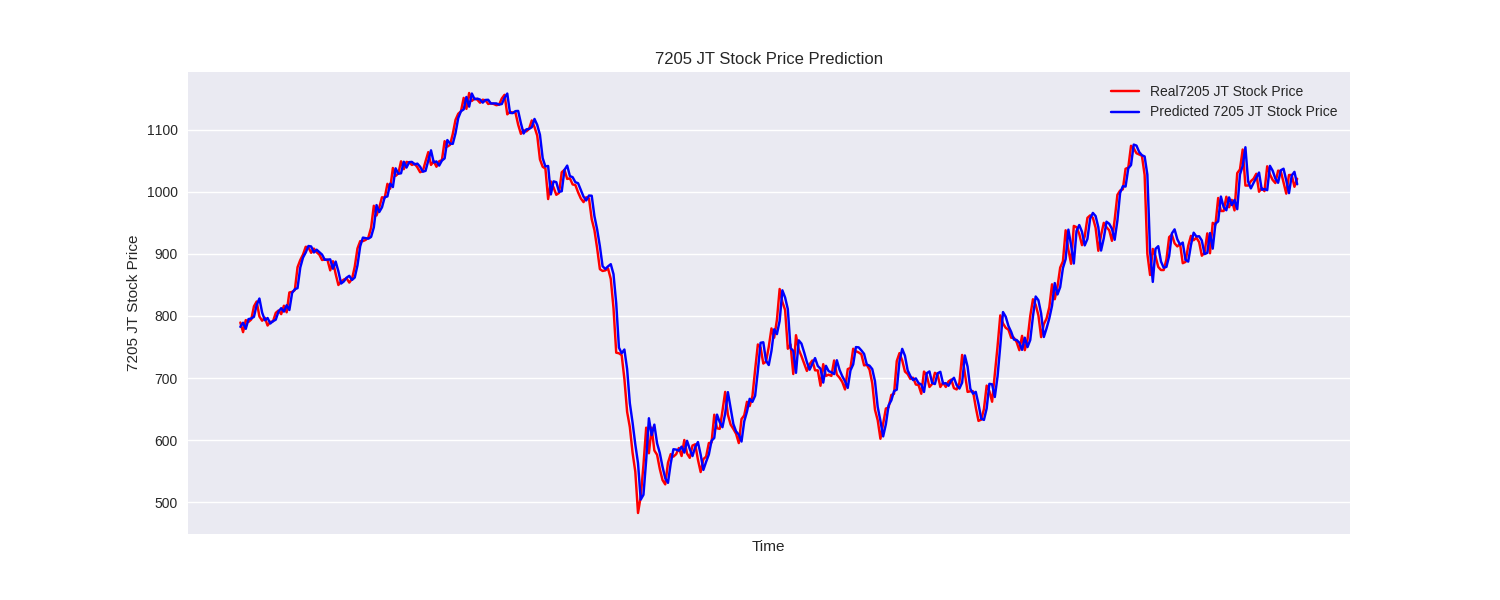 7205 JT Stock Price Prediction
Real7205 JT Stock Price
Predicted 7205 JT Stock Price
1100
1000
900
800
700
600
500
7205 JT Stock Price
Time